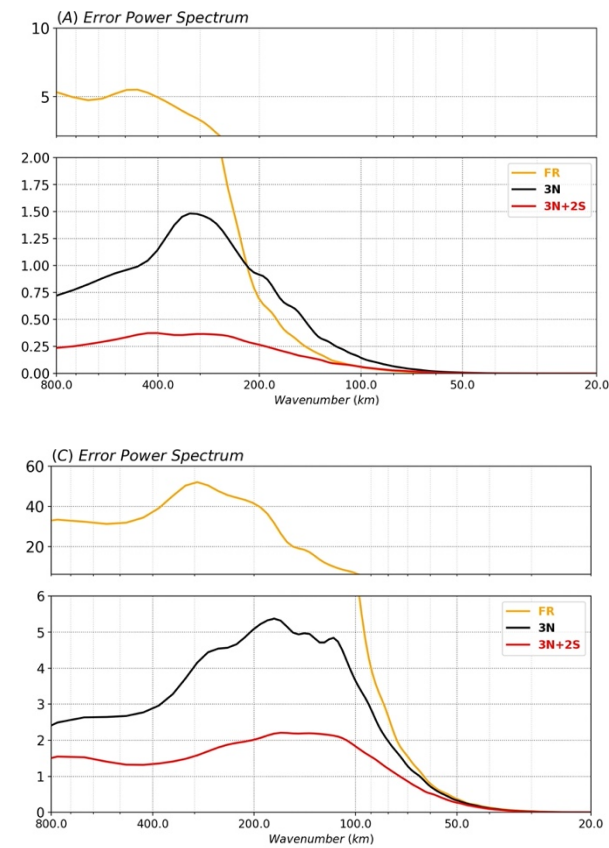 (A) Error Power Spectrum
10
5
2.00
1.75
1.50
1.25
1.00
0.75
0.50
0.25
0.00
FR
3N
3N+2S
800.0 400.0 200.0 100.0 50.0 20.0
Wavenumber (km)
(C) Error Power Spectrum
60
40
20
6
5
4
3
2
1
0
FR
3N
3N+2S
800.0 400.0 200.0 100.0 50.0 20.0
Wavenumber (km)